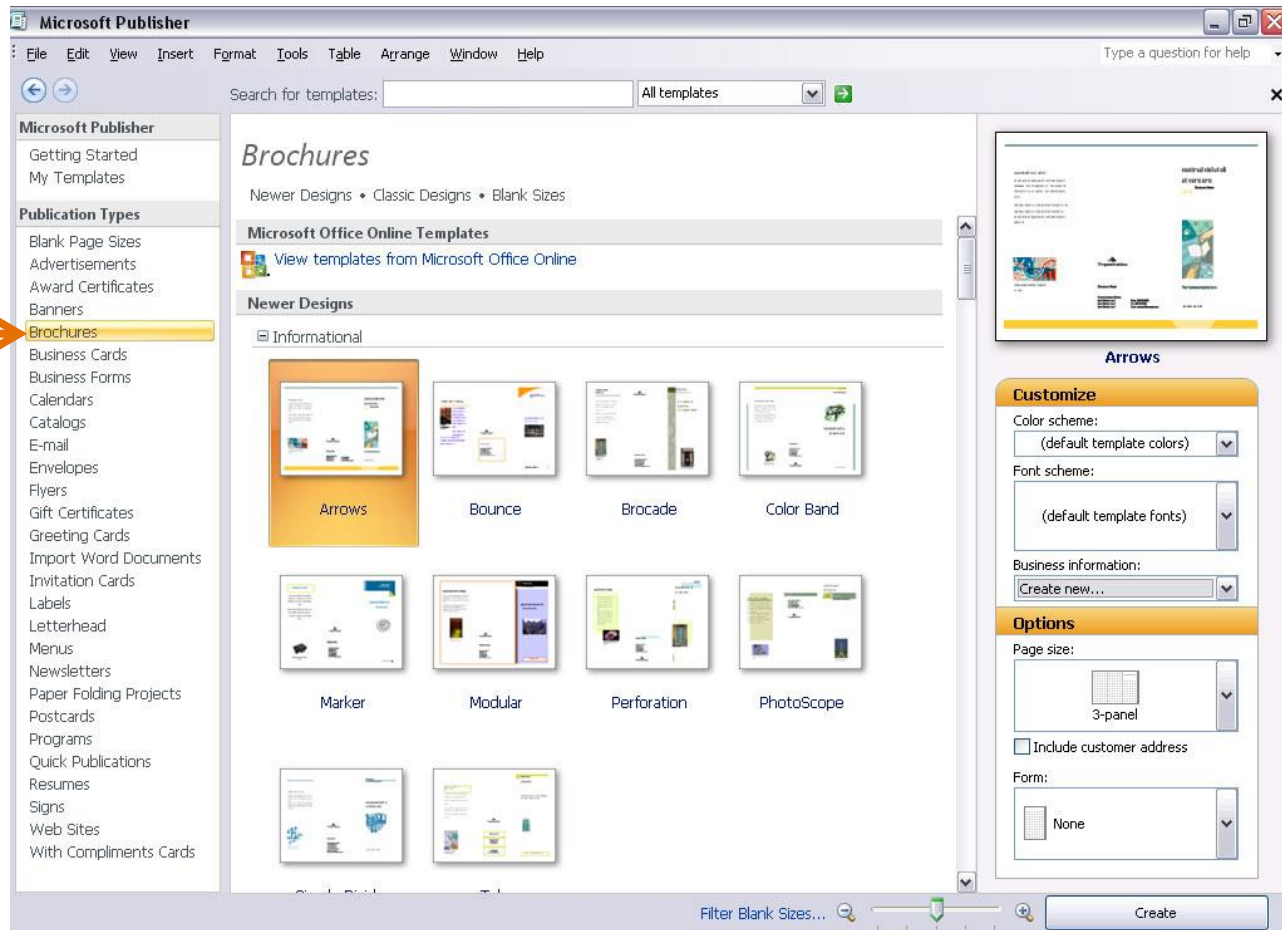 Microsoft Publisher
File Edit View Insert Format Tools Table Arrange Window Help
Type a question for help
Search for templates:
All templates
Microsoft Publisher
Getting Started
My Templates
Publication Types
Blank Page Sizes
Advertisements
Award Certificates
Banners
Brochures
Business Cards
Business Forms
Calendars
Catalogs
E-mail
Envelopes
Flyers
Gift Certificates
Greeting Cards
Import Word Documents
Invitation Cards
Labels
Letterhead
Menus
Newsletters
Paper Folding Projects
Postcards
Programs
Quick Publications
Resumes
Signs
Web Sites
With Compliments Cards
Brochures
Newer Designs • Classic Designs • Blank Sizes
Microsoft Office Online Templates
View templates from Microsoft Office Online
Newer Designs
Informational
Arrows Bounce Brocade Color Band
Marker Modular Perforation PhotoScope
Arrows
Customize
Color scheme:
(default template colors)
Font scheme:
(default template fonts)
Business information:
Create new...
Options
Page size:
3-panel
Include customer address
Form:
None
Filter Blank Sizes...
Create